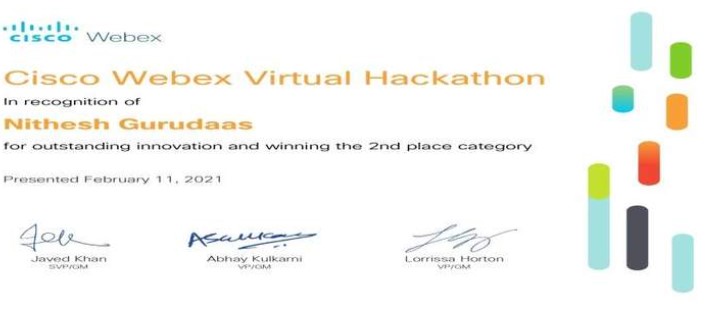 CISCO Webex
Cisco Webex Virtual Hackathon
In recognition of
Nithesh Gurudaas
for outstanding innovation and winning the 2nd place category
Presented February 11, 2021
Javed Khan
SVP/GM
Abhay Kulkarni
VP/GM
Lorrissa Horton
VP/GM